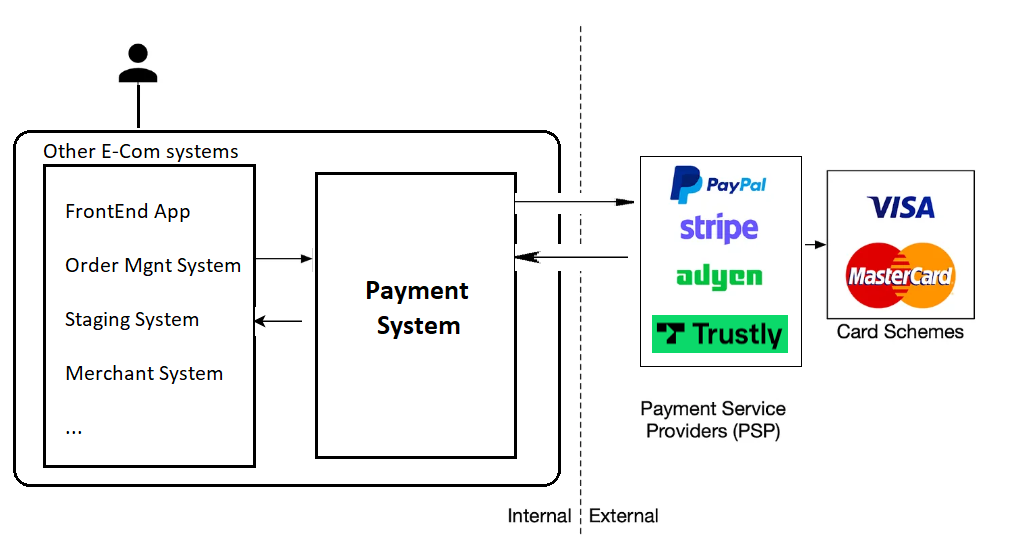 Other E-Com systems
FrontEnd App
Order Mgnt System
Staging System
Merchant System
...
Payment
System
PayPal
stripe
adyen
Trustly
Payment Service
Providers (PSP)
VISA
MasterCard
Card Schemes
Internal
External